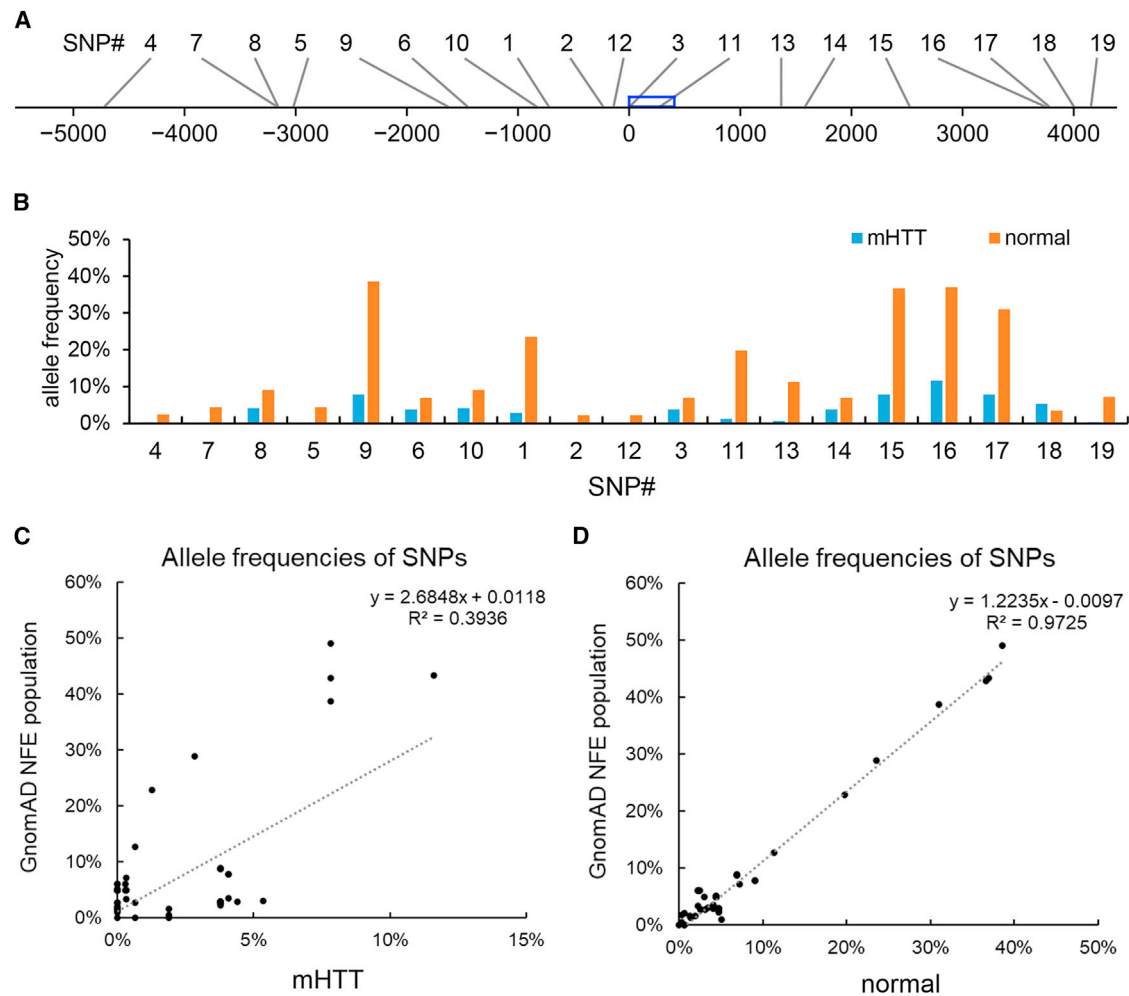 A
SNP# 4 7 8 5 9 6 10 1 2 12 3 11 13 14 15 16 17 18 19
−5000 −4000 −3000 −2000 −1000 0 1000 2000 3000 4000
B
mHTT normal
50%
40%
30%
20%
10%
0%
allele frequency
4 7 8 5 9 6 10 1 2 12 3 11 13 14 15 16 17 18 19
SNP#
C
Allele frequencies of SNPs
y = 2.6848x + 0.0118
R² = 0.3936
60%
50%
40%
30%
20%
10%
0%
GnomAD NFE population
0% 5% 10% 15%
mHTT
D
Allele frequencies of SNPs
y = 1.2235x - 0.0097
R² = 0.9725
60%
50%
40%
30%
20%
10%
0%
GnomAD NFE population
0% 10% 20% 30% 40% 50%
normal